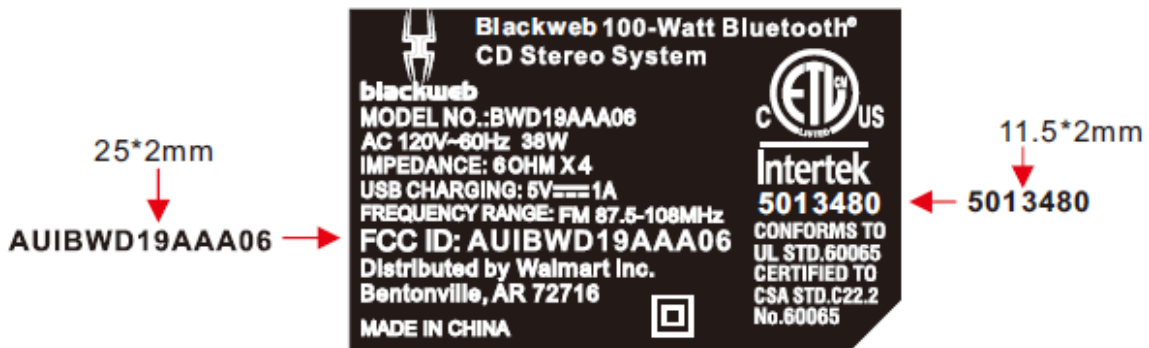 Blackweb 100-Watt Bluetooth®
CD Stereo System
blackweb
MODEL NO.:BWD19AAA06
AC 120V~60Hz 38W
IMPEDANCE: 6OHM X 4
USB CHARGING: 5V⎓1A
FREQUENCY RANGE: FM 87.5-108MHz
FCC ID: AUIBWD19AAA06
Distributed by Walmart Inc.
Bentonville, AR 72716
MADE IN CHINA
C ETL CM US
LISTED
Intertek
5013480
CONFORMS TO
UL STD.60065
CERTIFIED TO
CSA STD.C22.2
No.60065
25*2mm
AUIBWD19AAA06
11.5*2mm
5013480